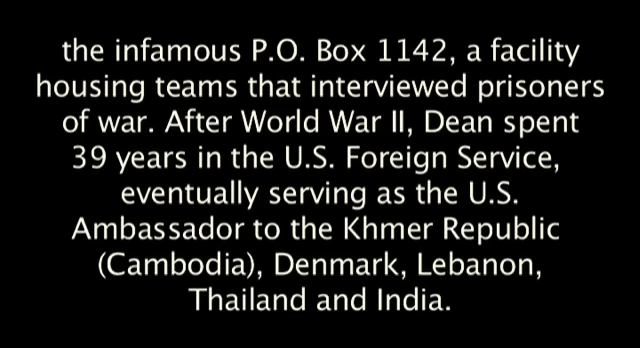 the infamous P.O. Box 1142, a facility
housing teams that interviewed prisoners
of war. After World War II, Dean spent
39 years in the U.S. Foreign Service,
eventually serving as the U.S.
Ambassador to the Khmer Republic
(Cambodia), Denmark, Lebanon,
Thailand and India.